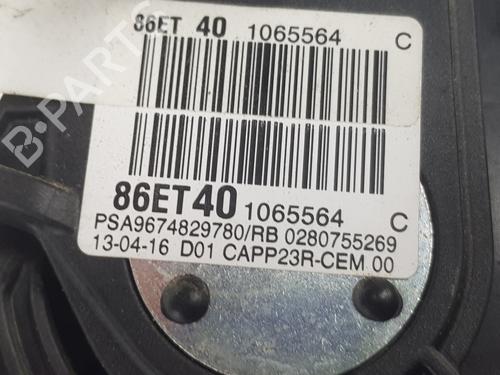 86ET 40 1065564 C
86ET40 1065564 C
PSA9674829780/RB 0280755269
13-04-16 D01 CAPP23R-CEM 00
B-PARTS